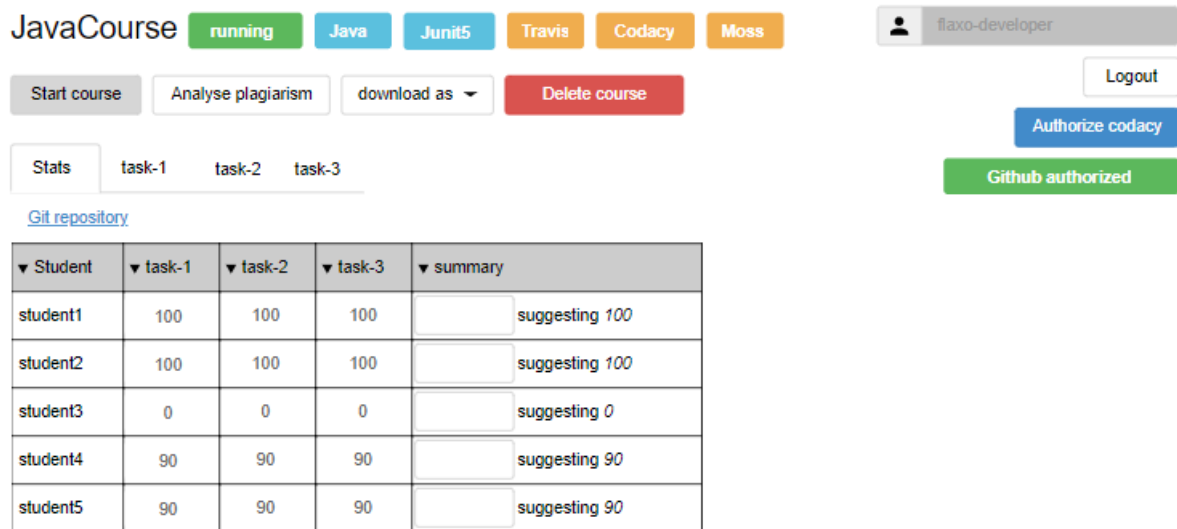 JavaCourse running Java Junit5 Travis Codacy Moss flaxo-developer
Logout
Start course Analyse plagiarism download as Delete course
Authorize codacy
Stats task-1 task-2 task-3
Github authorized
Git repository
▼ Student ▼ task-1 ▼ task-2 ▼ task-3 ▼ summary
student1 100 100 100 suggesting 100
student2 100 100 100 suggesting 100
student3 0 0 0 suggesting 0
student4 90 90 90 suggesting 90
student5 90 90 90 suggesting 90